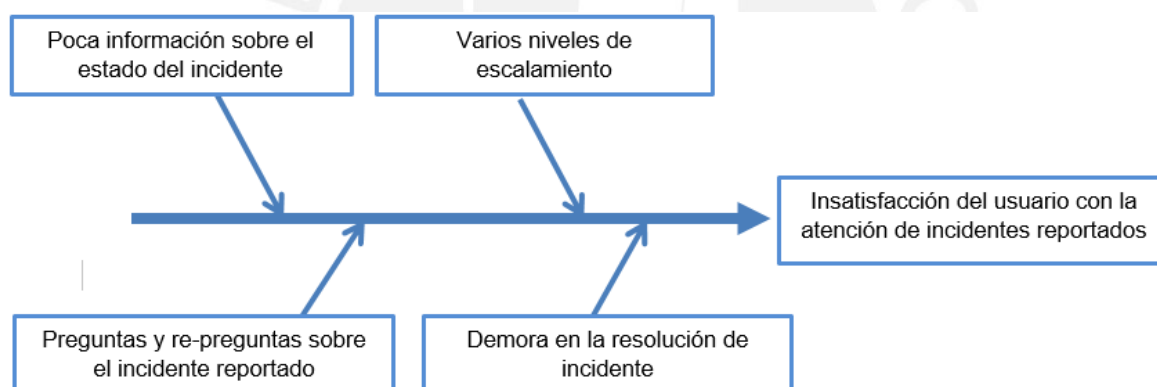 Poca información sobre el
estado del incidente
Varios niveles de
escalamiento
Insatisfacción del usuario con la
atención de incidentes reportados
Preguntas y re-preguntas sobre
el incidente reportado
Demora en la resolución de
incidente